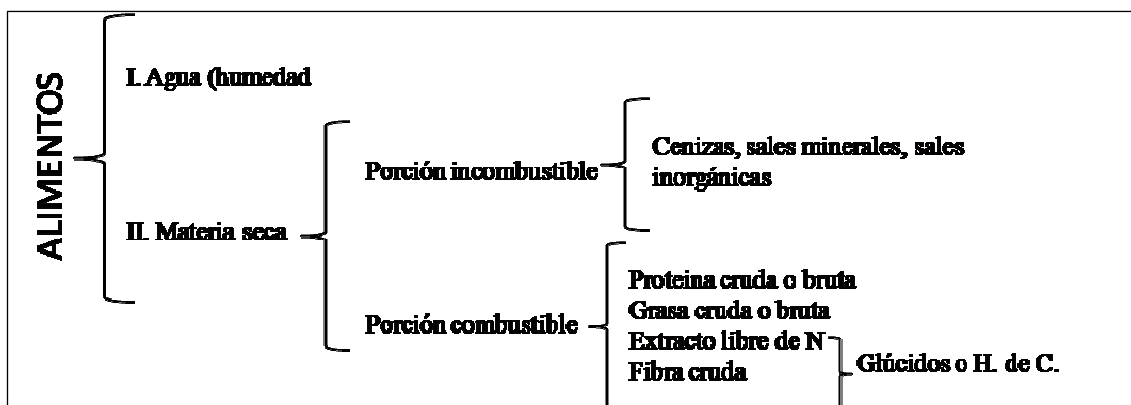 ALIMENTOS
I. Agua (humedad
II. Materia seca
Porción incombustible
Cenizas, sales minerales, sales
inorgánicas
Porción combustible
Proteina cruda o bruta
Grasa cruda o bruta
Extracto libre de N
Fibra cruda
Glúcidos o H. de C.